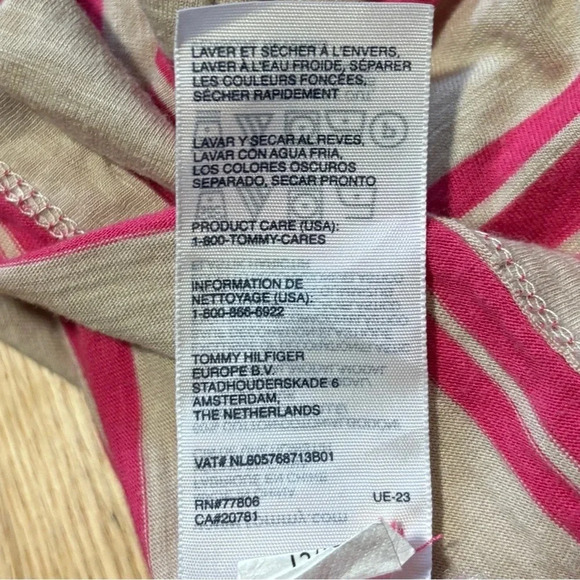 LAVER ET SÉCHER À L'ENVERS,
LAVER À L'EAU FROIDE, SÉPARER
LES COULEURS FONCÉES,
SÉCHER RAPIDEMENT
LAVAR Y SECAR AL REVES,
LAVAR CON AGUA FRIA,
LOS COLORES OSCUROS
SEPARADO, SECAR PRONTO
PRODUCT CARE (USA):
1-800-TOMMY-CARES
INFORMATION DE
NETTOYAGE (USA):
1-800-866-6922
TOMMY HILFIGER
EUROPE B.V.
STADHOUDERSKADE 6
AMSTERDAM,
THE NETHERLANDS
VAT# NL805768713B01
RN#77806 UE-23
CA#20781